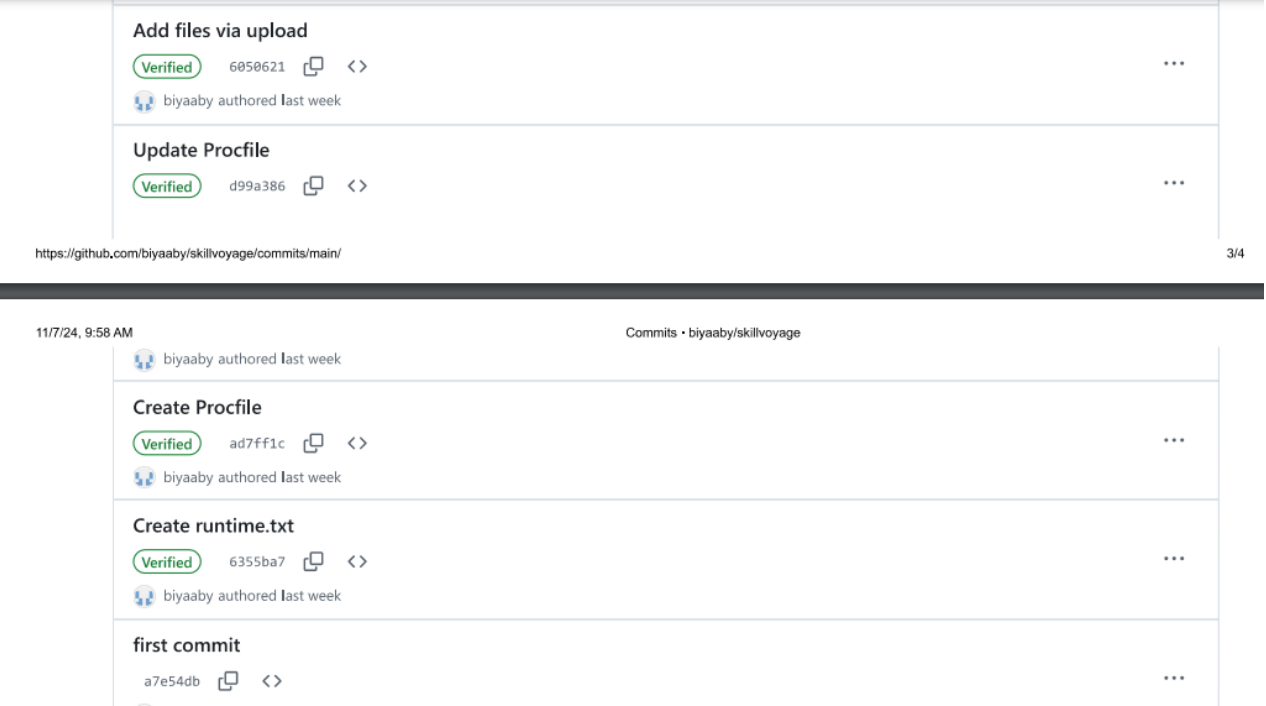 Add files via upload
Verified 6050621
biyaaby authored last week
Update Procfile
Verified d99a386
https://github.com/biyaaby/skillvoyage/commits/main/ 3/4
11/7/24, 9:58 AM Commits • biyaaby/skillvoyage
biyaaby authored last week
Create Procfile
Verified ad7ff1c
biyaaby authored last week
Create runtime.txt
Verified 6355ba7
biyaaby authored last week
first commit
a7e54db